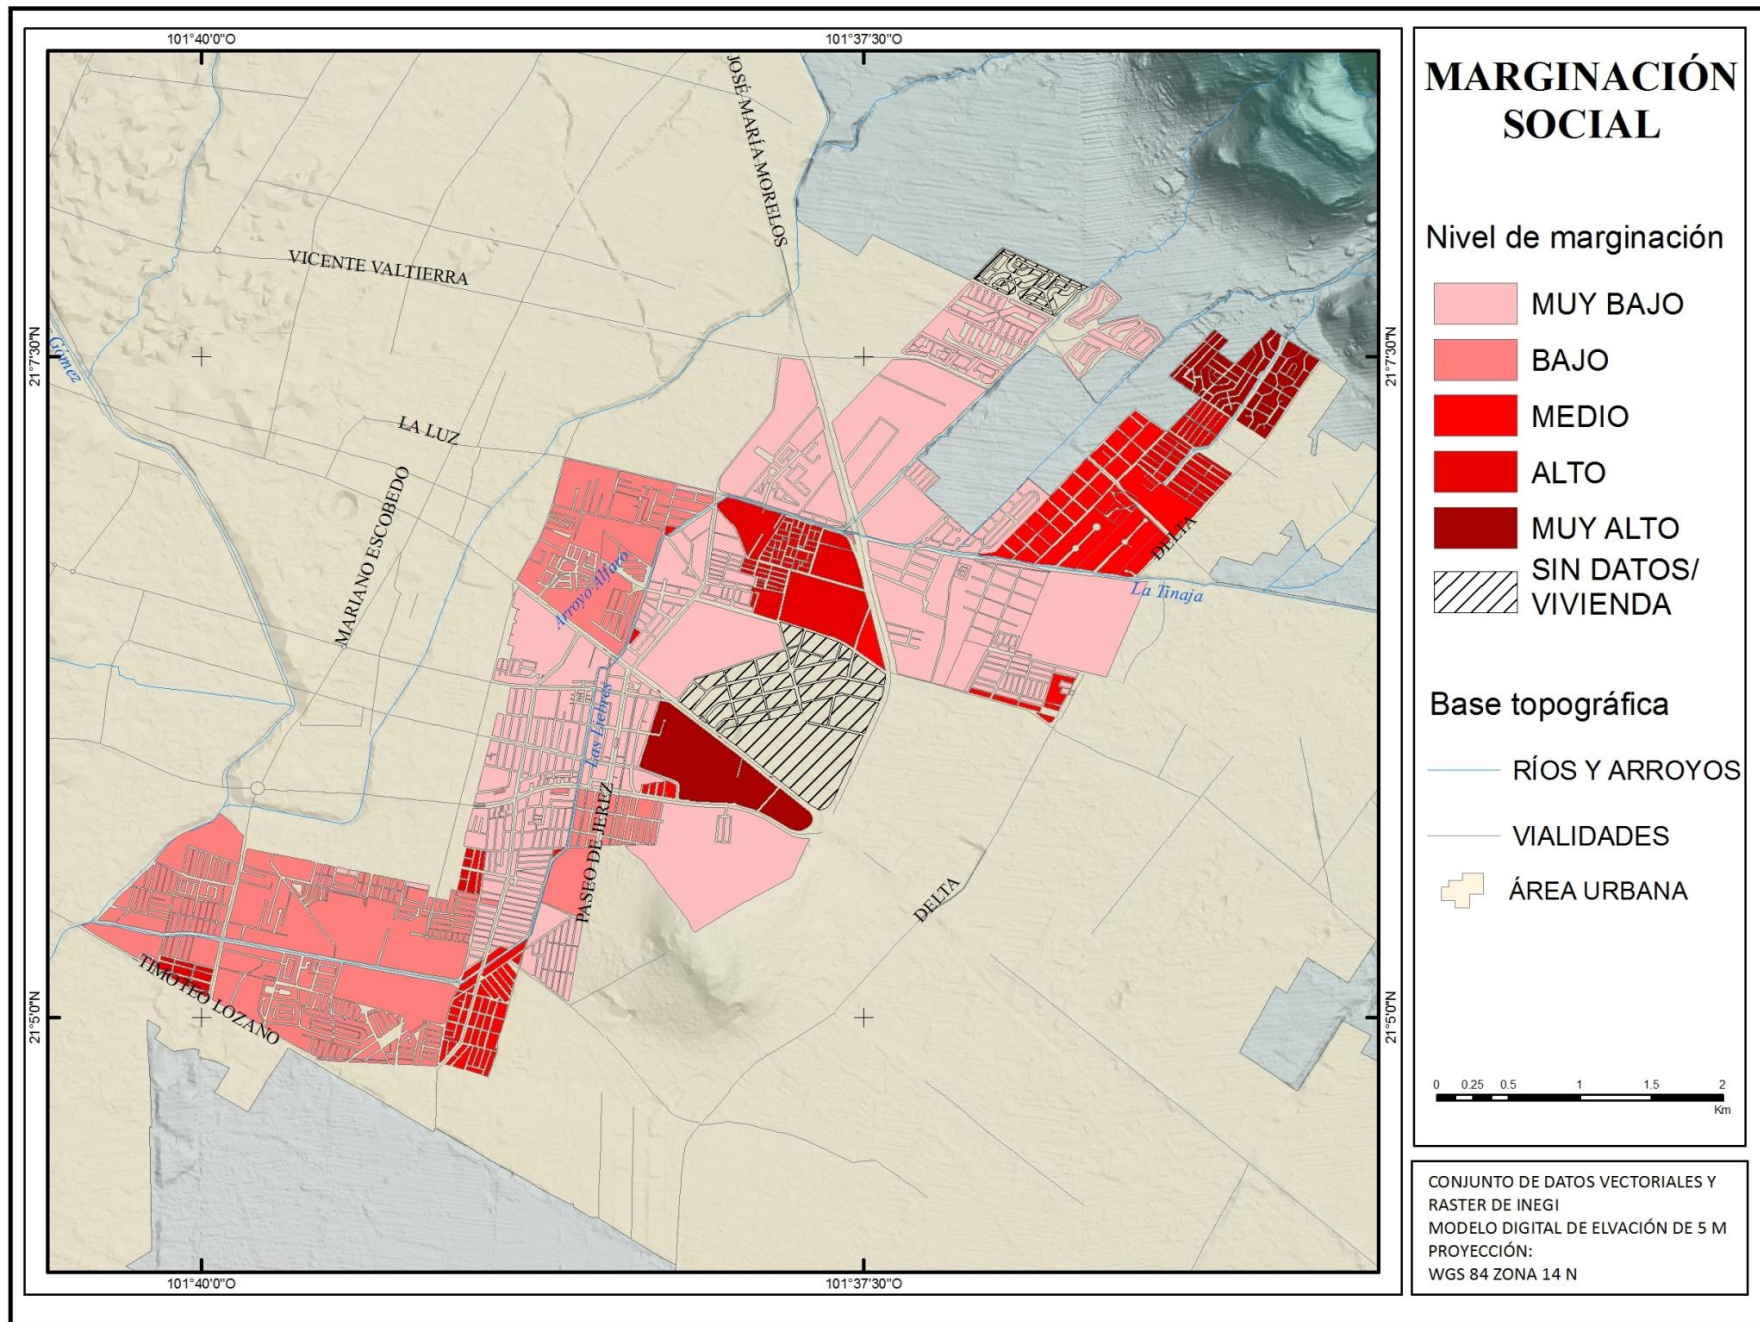 101°40'0"O
101°37'30"O
JOSÉ MARÍA MORELOS
VICENTE VALTIERRA
21°7'30"N
21°7'30"N
Gómez
LA LUZ
MARIANO ESCOBEDO
Arroyo Alfaro
DELTA
La Tinaja
Las Liebres
PASEO DE JEREZ
DELTA
TIMOTEO LOZANO
21°5'0"N
21°5'0"N
101°40'0"O
101°37'30"O
MARGINACIÓN
SOCIAL
Nivel de marginación
MUY BAJO
BAJO
MEDIO
ALTO
MUY ALTO
SIN DATOS/
VIVIENDA
Base topográfica
RÍOS Y ARROYOS
VIALIDADES
ÁREA URBANA
0 0.25 0.5 1 1.5 2
Km
CONJUNTO DE DATOS VECTORIALES Y
RASTER DE INEGI
MODELO DIGITAL DE ELVACIÓN DE 5 M
PROYECCIÓN:
WGS 84 ZONA 14 N